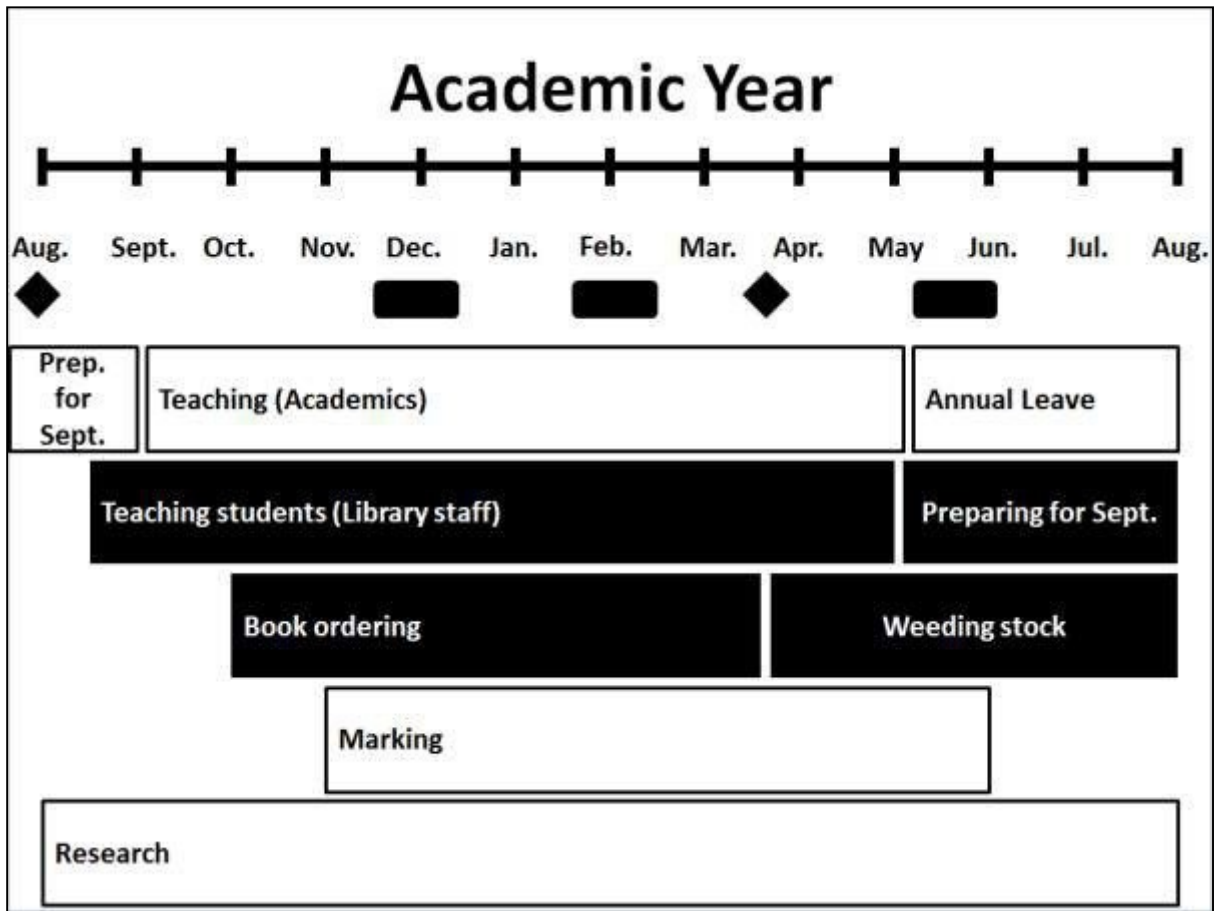 Academic Year
Aug. Sept. Oct. Nov. Dec. Jan. Feb. Mar. Apr. May Jun. Jul. Aug.
Prep.
for
Sept.
Teaching (Academics)
Annual Leave
Teaching students (Library staff)
Preparing for Sept.
Book ordering
Weeding stock
Marking
Research